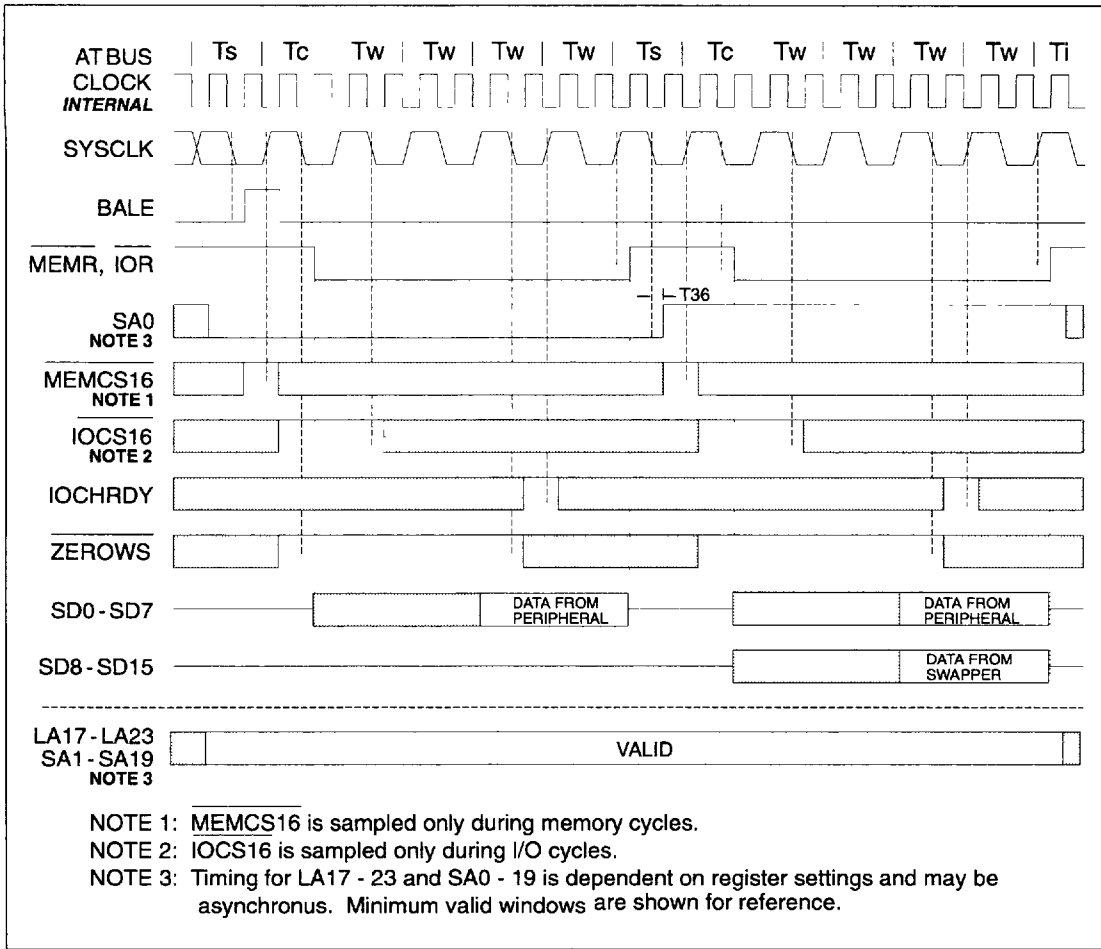 AT BUS Ts Tc Tw Tw Tw Tw Ts Tc Tw Tw Tw Tw Ti
CLOCK
INTERNAL
SYSCLK
BALE
MEMR, IOR
T36
SA0
NOTE 3
MEMCS16
NOTE 1
IOCS16
NOTE 2
IOCHRDY
ZEROWS
SD0 - SD7 DATA FROM PERIPHERAL DATA FROM PERIPHERAL
SD8 - SD15 DATA FROM SWAPPER
LA17 - LA23
SA1 - SA19 VALID
NOTE 3
NOTE 1: MEMCS16 is sampled only during memory cycles.
NOTE 2: IOCS16 is sampled only during I/O cycles.
NOTE 3: Timing for LA17 - 23 and SA0 - 19 is dependent on register settings and may be
asynchronus. Minimum valid windows are shown for reference.